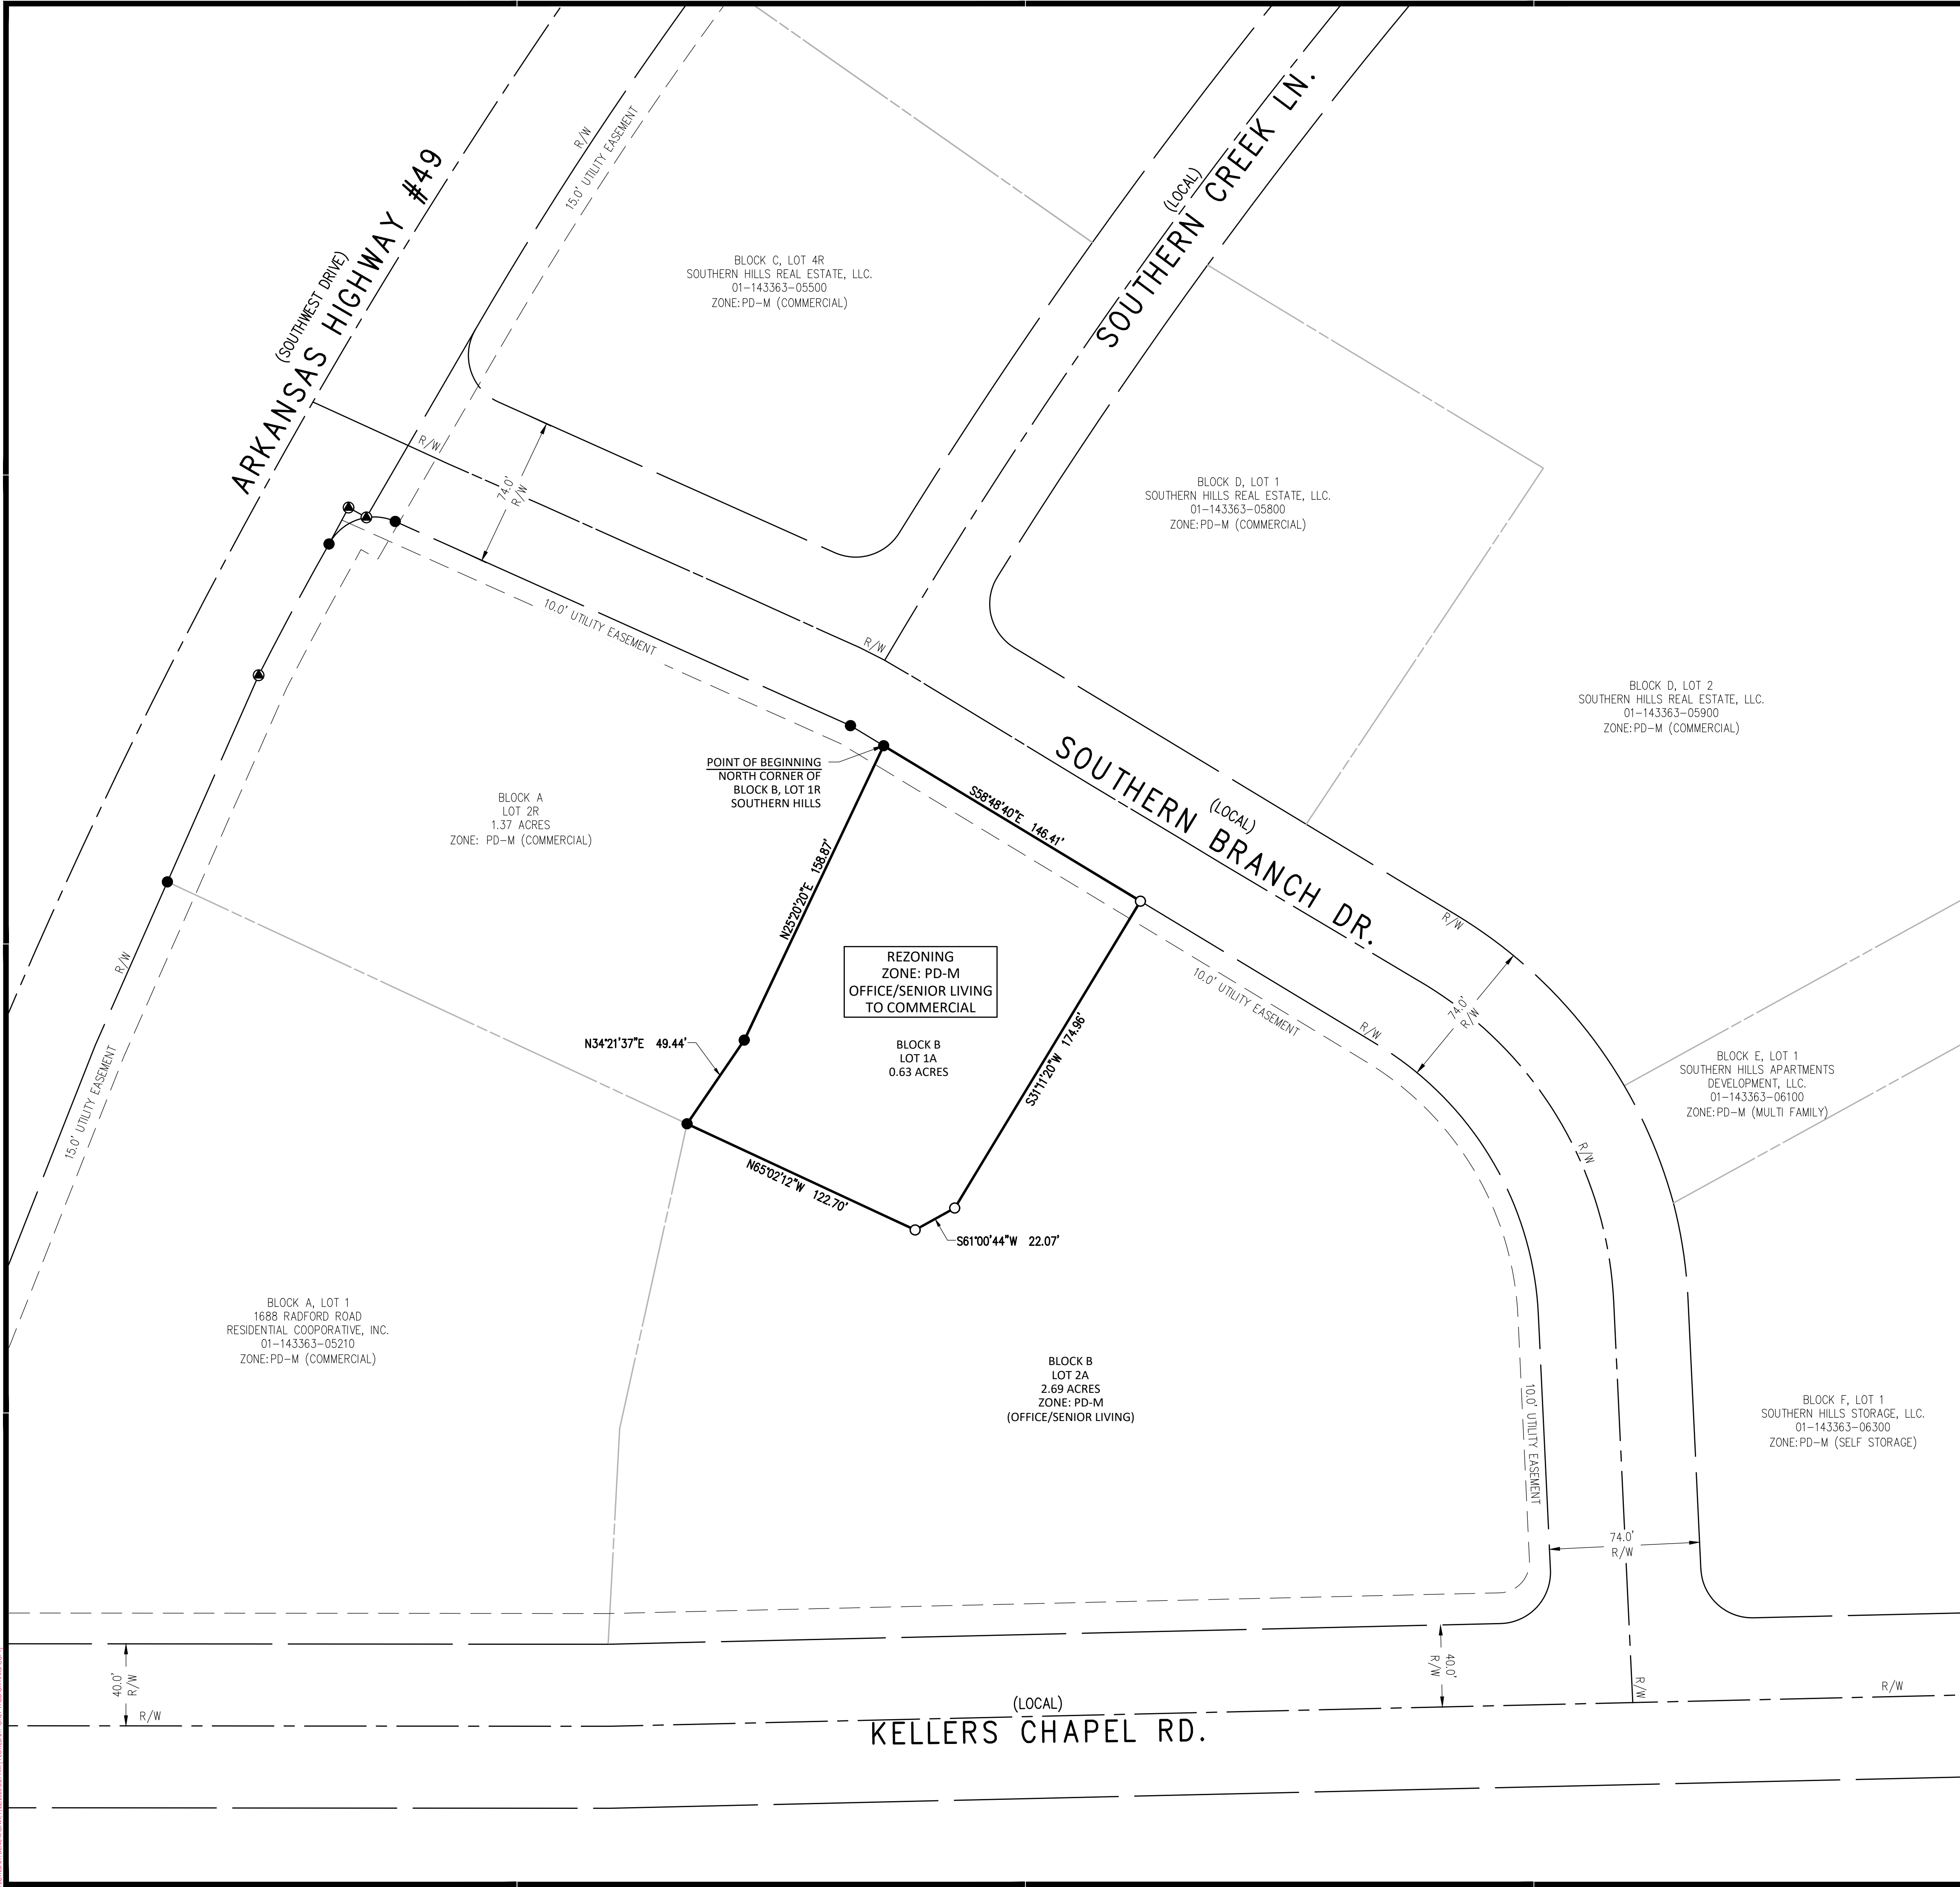 ARKANSAS HIGHWAY #49
(SOUTHWEST DRIVE)
R/W
15.0' UTILITY EASEMENT
SOUTHERN CREEK LN.
(LOCAL)
BLOCK C, LOT 4R
SOUTHERN HILLS REAL ESTATE, LLC.
01-143363-05500
ZONE: PD-M (COMMERCIAL)
R/W
74.0'
R/W
BLOCK D, LOT 1
SOUTHERN HILLS REAL ESTATE, LLC.
01-143363-05800
ZONE: PD-M (COMMERCIAL)
10.0' UTILITY EASEMENT
R/W
BLOCK D, LOT 2
SOUTHERN HILLS REAL ESTATE, LLC.
01-143363-05900
ZONE: PD-M (COMMERCIAL)
POINT OF BEGINNING
NORTH CORNER OF
BLOCK B, LOT 1R
SOUTHERN HILLS
BLOCK A
LOT 2R
1.37 ACRES
ZONE: PD-M (COMMERCIAL)
S58°48'40"E 146.41'
(LOCAL)
SOUTHERN BRANCH DR.
N25°20'20"E 158.87'
R/W
R/W
REZONING
ZONE: PD-M
OFFICE/SENIOR LIVING
TO COMMERCIAL
10.0' UTILITY EASEMENT
74.0'
R/W
R/W
N34°21'37"E 49.44'
BLOCK B
LOT 1A
0.63 ACRES
S31°11'20"W 174.96'
15.0' UTILITY EASEMENT
BLOCK E, LOT 1
SOUTHERN HILLS APARTMENTS
DEVELOPMENT, LLC.
01-143363-06100
ZONE: PD-M (MULTI FAMILY)
R/W
N65°02'12"W 122.70'
S61°00'44"W 22.07'
BLOCK A, LOT 1
1688 RADFORD ROAD
RESIDENTIAL COOPORATIVE, INC.
01-143363-05210
ZONE: PD-M (COMMERCIAL)
BLOCK B
LOT 2A
2.69 ACRES
ZONE: PD-M
(OFFICE/SENIOR LIVING)
10.0' UTILITY EASEMENT
BLOCK F, LOT 1
SOUTHERN HILLS STORAGE, LLC.
01-143363-06300
ZONE: PD-M (SELF STORAGE)
74.0'
R/W
40.0'
R/W
R/W
40.0'
R/W
R/W
R/W
(LOCAL)
KELLERS CHAPEL RD.